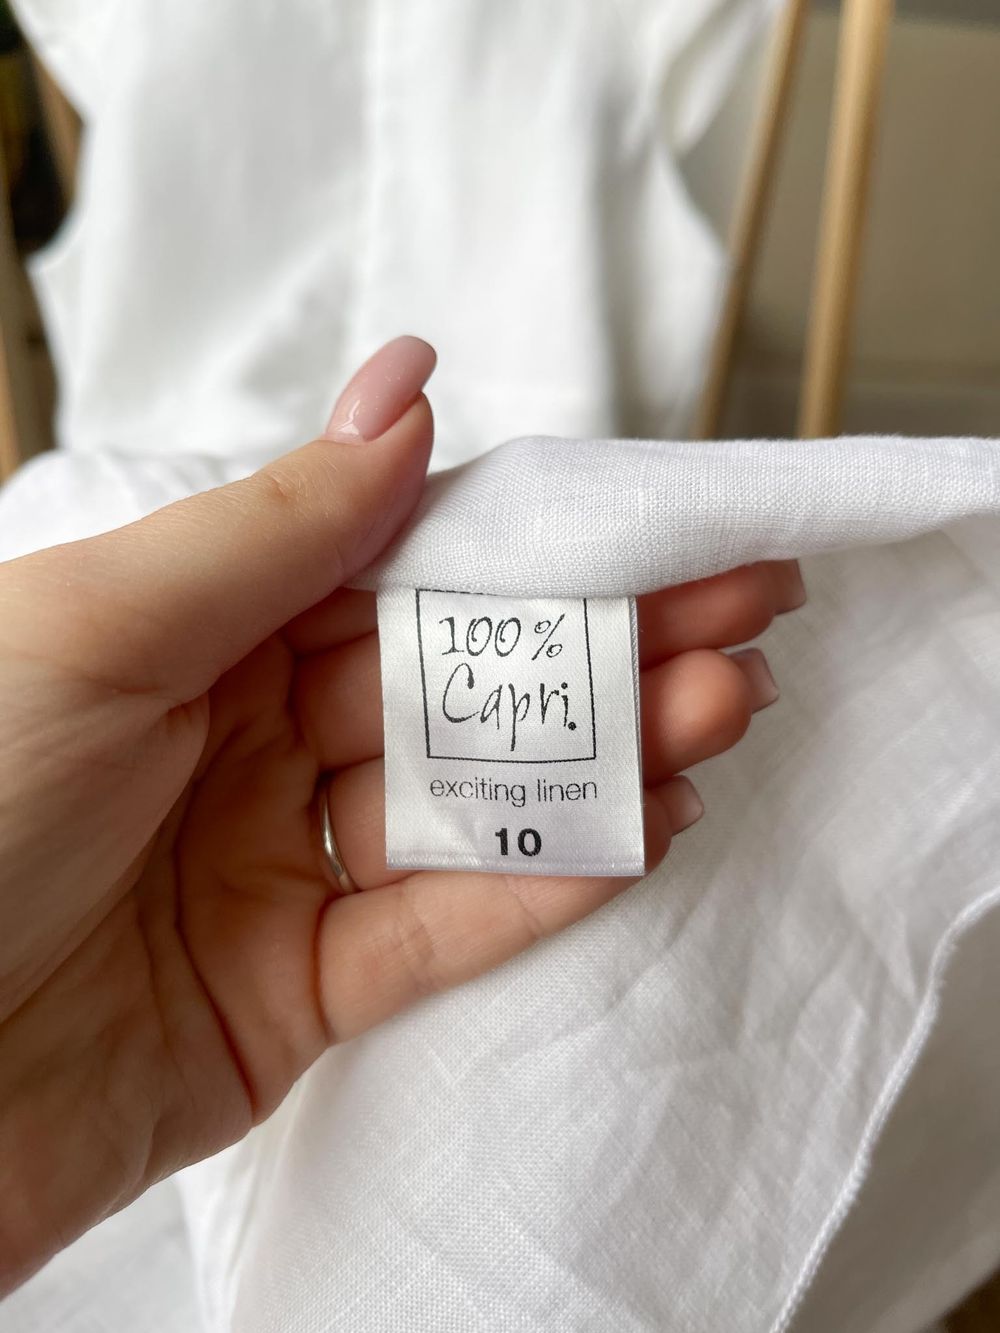 100%
Capri.
exciting linen
10